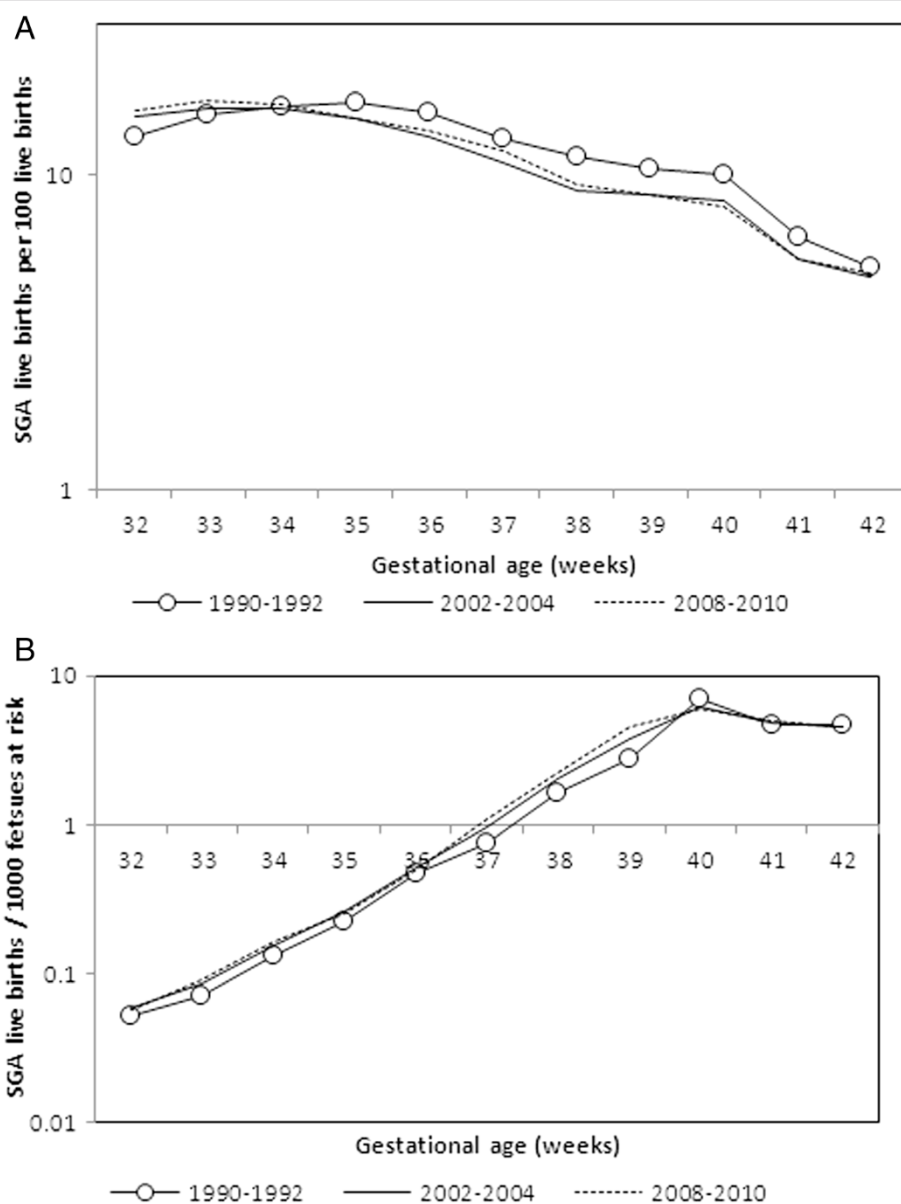 A
SGA live births per 100 live births
10
1
32 33 34 35 36 37 38 39 40 41 42
Gestational age (weeks)
1990-1992 2002-2004 2008-2010
B
SGA live births / 1000 fetsues at risk
10
1
32 33 34 35 36 37 38 39 40 41 42
0.1
0.01
Gestational age (weeks)
1990-1992 2002-2004 2008-2010